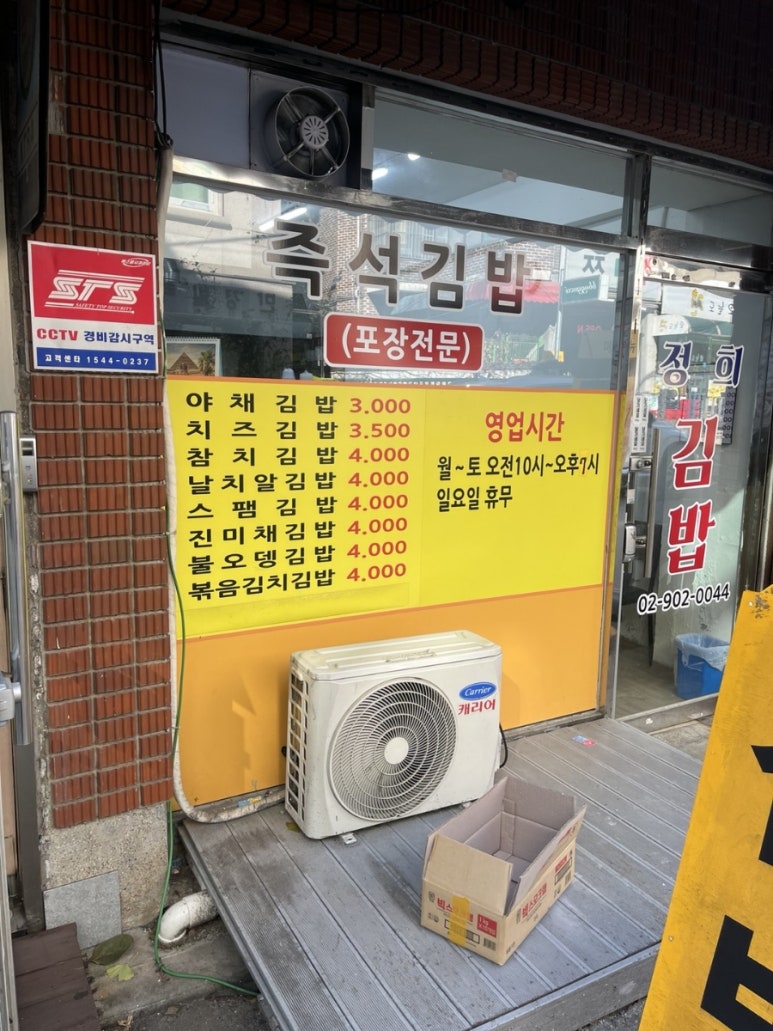 즉석김밥
(포장전문)
STS
SAFETY TOP SECURITY
CCTV 경비감시구역
고객센타 1544-0237
야채김밥 3.000
치즈김밥 3.500
참치김밥 4.000
날치알김밥 4.000
스팸김밥 4.000
진미채김밥 4.000
불오뎅김밥 4.000
볶음김치김밥 4.000
영업시간
월~토 오전10시~오후7시
일요일 휴무
정희
김밥
02-902-0044
Carrier
캐리어